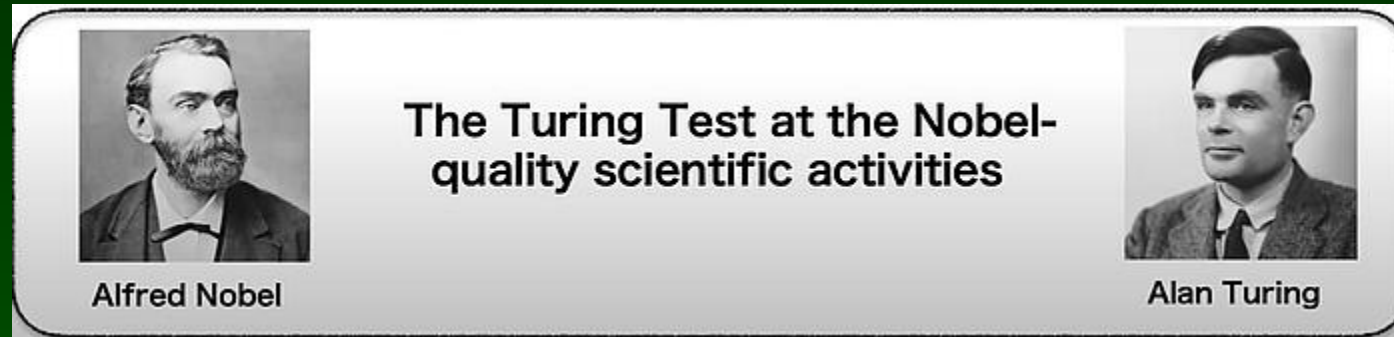 The Turing Test at the Nobel-
quality scientific activities
Alfred Nobel
Alan Turing